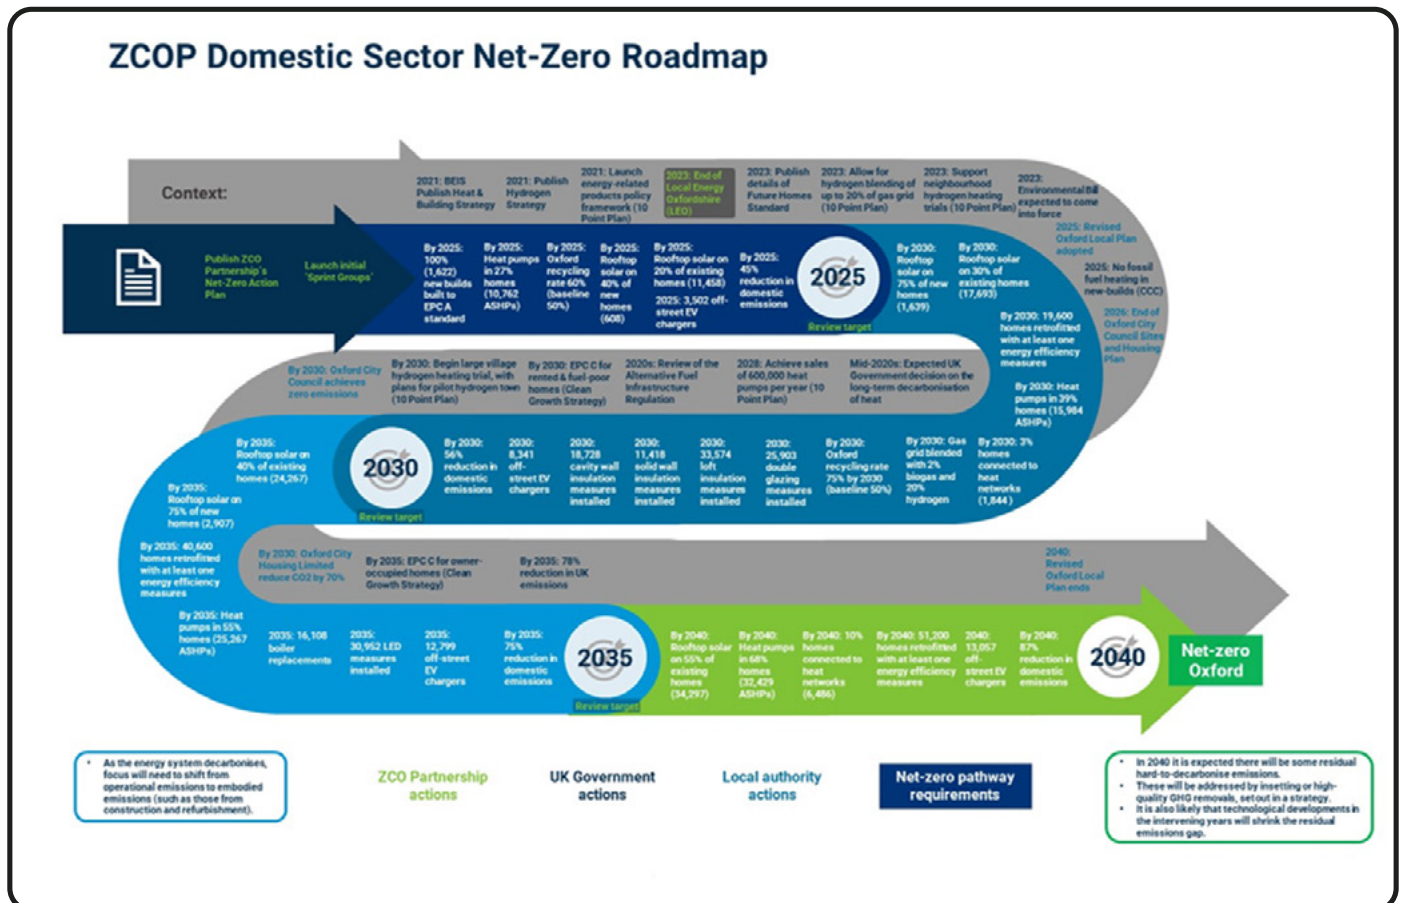 ZCOP Domestic Sector Net-Zero Roadmap
Context:
2021: BEIS
Publish Heat &
Building Strategy
2021: Publish
Hydrogen
Strategy
2021: Launch
energy-related
products policy
framework (10
Point Plan)
2023: End of
Local Energy
Oxfordshire
(LEO)
2023: Publish
details of
Future Homes
Standard
2023: Allow for
hydrogen blending of
up to 20% of gas grid
(10 Point Plan)
2023: Support
neighbourhood
hydrogen heating
trials (10 Point Plan)
2023:
Environmental Bill
expected to come
into force
2025: Revised
Oxford Local Plan
adopted
2025: No fossil
fuel heating in
new-builds (CCC)
2026: End of
Oxford City
Council Sites
and Housing
Plan
Publish ZCO
Partnership's
Net-Zero Action
Plan
Launch initial
'Sprint Groups'
By 2025:
100%
(1,622)
new builds
built to
EPC A
standard
By 2025:
Heat pumps
in 27%
homes
(10,762
ASHPs)
By 2025:
Oxford
recycling
rate 60%
(baseline
50%)
By 2025:
Rooftop
solar on
40% of
new
homes
(608)
By 2025:
Rooftop solar on
20% of existing
homes (11,458)
2025: 3,502 off-
street EV
chargers
By 2025:
45%
reduction in
domestic
emissions
2025
Review target
By 2030:
Rooftop
solar on
75% of new
homes
(1,639)
By 2030:
Rooftop solar
on 30% of
existing homes
(17,693)
By 2030: 19,600
homes retrofitted
with at least one
energy efficiency
measures
By 2030: Heat
pumps in 39%
homes (15,984
ASHPs)
By 2030: Oxford City
Council achieves
zero emissions
By 2030: Begin large village
hydrogen heating trial, with
plans for pilot hydrogen town
(10 Point Plan)
By 2030: EPC C for
rented & fuel-poor
homes (Clean
Growth Strategy)
2020s: Review of the
Alternative Fuel
Infrastructure
Regulation
2028: Achieve sales
of 600,000 heat
pumps per year (10
Point Plan)
Mid-2020s: Expected UK
Government decision on the
long-term decarbonisation
of heat
By 2035:
Rooftop solar on
40% of existing
homes (24,267)
2030
Review target
By 2030:
56%
reduction in
domestic
emissions
2030:
8,341
off-
street EV
chargers
2030:
18,728
cavity wall
insulation
measures
installed
2030:
11,418
solid wall
insulation
measures
installed
2030:
33,574
loft
insulation
measures
installed
2030:
25,903
double
glazing
measures
installed
By 2030:
Oxford
recycling rate
75% by 2030
(baseline 50%)
By 2030: Gas
grid blended
with 2%
biogas and
20%
hydrogen
By 2030: 3%
homes
connected to
heat
networks
(1,844)
By 2035:
Rooftop solar on
75% of new
homes (2,907)
By 2035: 40,600
homes retrofitted
with at least one
energy efficiency
measures
By 2035: Heat
pumps in 55%
homes (25,267
ASHPs)
By 2030: Oxford City
Housing Limited
reduce CO2 by 70%
By 2035: EPC C for owner-
occupied homes (Clean
Growth Strategy)
By 2035: 78%
reduction in UK
emissions
2040:
Revised
Oxford Local
Plan ends
2035: 16,108
boiler
replacements
2035:
30,952 LED
measures
installed
2035:
12,799
off-street
EV
chargers
By 2035:
75%
reduction in
domestic
emissions
2035
Review target
By 2040:
Rooftop solar
on 55% of
existing
homes
(34,297)
By 2040:
Heat pumps
in 68%
homes
(32,429
ASHPs)
By 2040: 10%
homes
connected to
heat
networks
(6,486)
By 2040: 51,200
homes retrofitted
with at least one
energy efficiency
measures
2040:
13,057
off-
street EV
chargers
By 2040:
87%
reduction in
domestic
emissions
2040
Net-zero
Oxford
• As the energy system decarbonises,
focus will need to shift from
operational emissions to embodied
emissions (such as those from
construction and refurbishment).
ZCO Partnership
actions
UK Government
actions
Local authority
actions
Net-zero pathway
requirements
• In 2040 it is expected there will be some residual
hard-to-decarbonise emissions.
• These will be addressed by insetting or high-
quality GHG removals, set out in a strategy.
• It is also likely that technological developments in
the intervening years will shrink the residual
emissions gap.